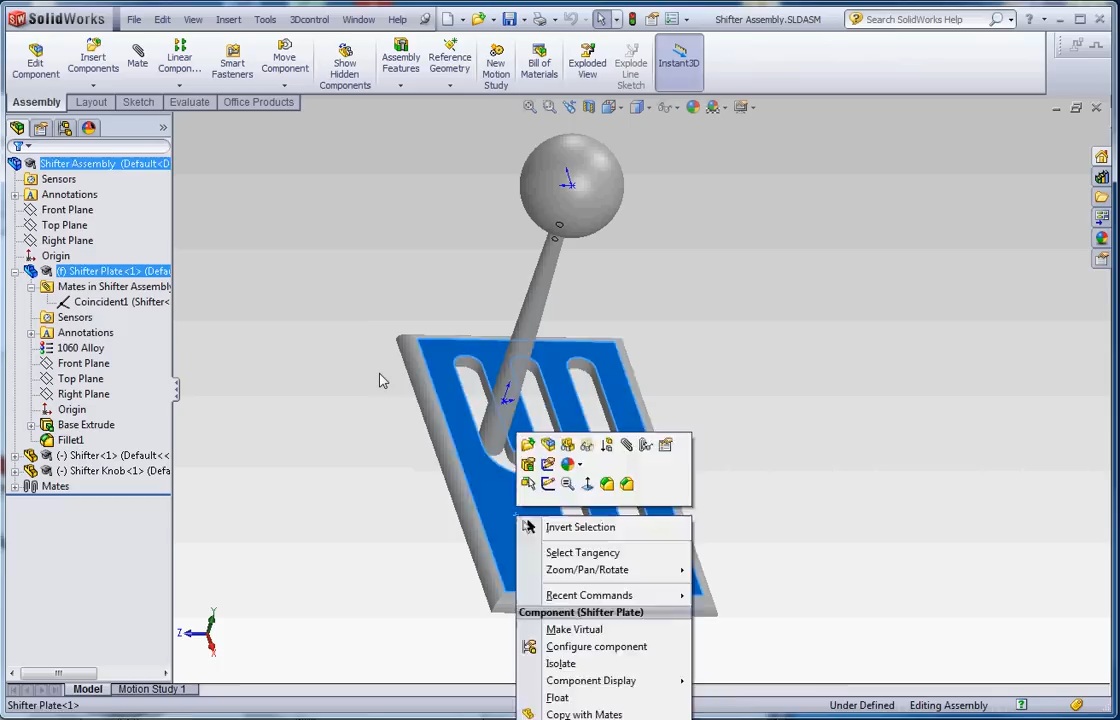 SW SolidWorks File Edit View Insert Tools 3Dcontrol Window Help Shifter Assembly.SLDASM Search SolidWorks Help
Edit Component
Insert Components
Mate
Linear Compon...
Smart Fasteners
Move Component
Show Hidden Components
Assembly Features
Reference Geometry
New Motion Study
Bill of Materials
Exploded View
Explode Line Sketch
Instant3D
Assembly Layout Sketch Evaluate Office Products
Shifter Assembly (Default<D
Sensors
Annotations
Front Plane
Top Plane
Right Plane
Origin
(f) Shifter Plate<1> (Defau
Mates in Shifter Assembly
Coincident1 (Shifter<
Sensors
Annotations
1060 Alloy
Front Plane
Top Plane
Right Plane
Origin
Base Extrude
Fillet1
(-) Shifter<1> (Default<<
(-) Shifter Knob<1> (Defa
Mates
Invert Selection
Select Tangency
Zoom/Pan/Rotate
Recent Commands
Component (Shifter Plate)
Make Virtual
Configure component
Isolate
Component Display
Float
Copy with Mates
Y
Z
X
Model Motion Study 1
Shifter Plate<1> Under Defined Editing Assembly